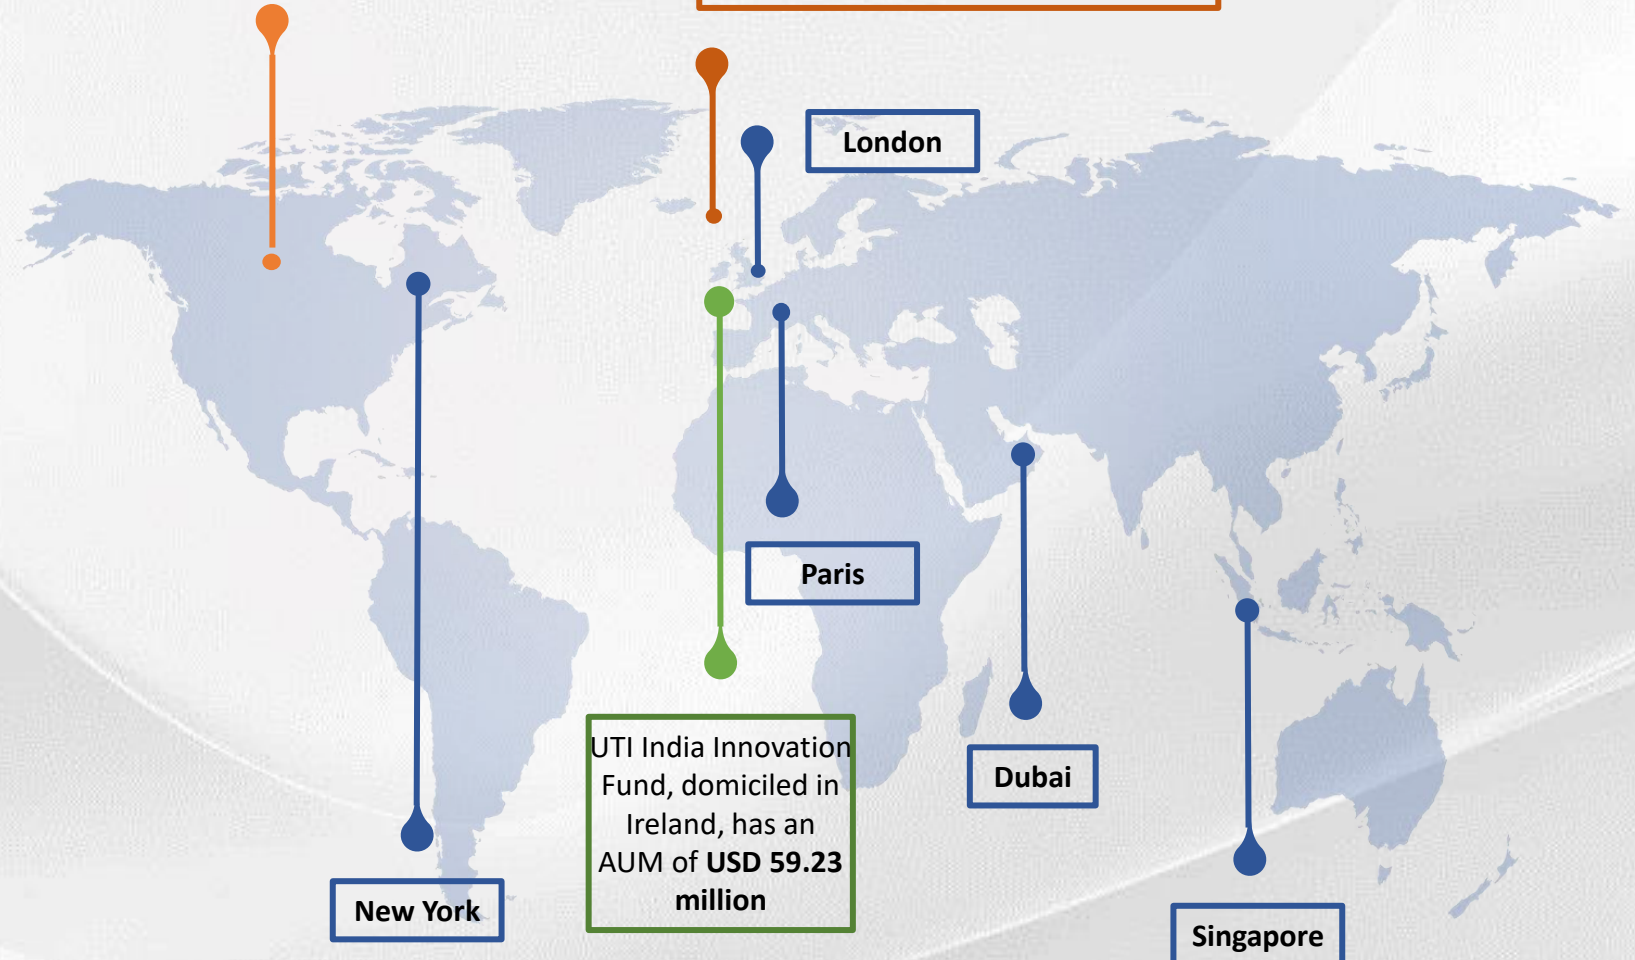 London
Paris
UTI India Innovation
Fund, domiciled in
Ireland, has an
AUM of USD 59.23
million
Dubai
New York
Singapore